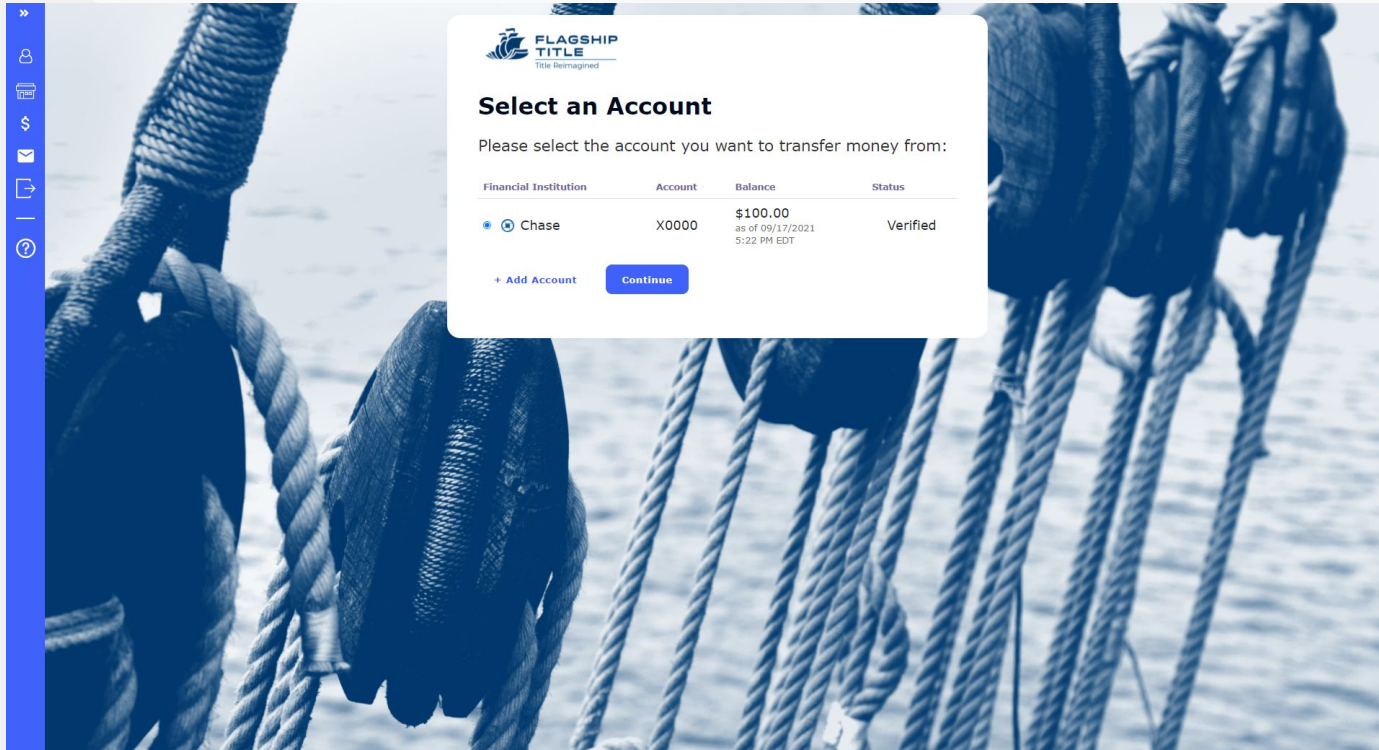 FLAGSHIP
TITLE
Title Reimagined
Select an Account
Please select the account you want to transfer money from:
Financial Institution Account Balance Status
Chase X0000 $100.00 Verified
as of 09/17/2021
5:22 PM EDT
+ Add Account Continue